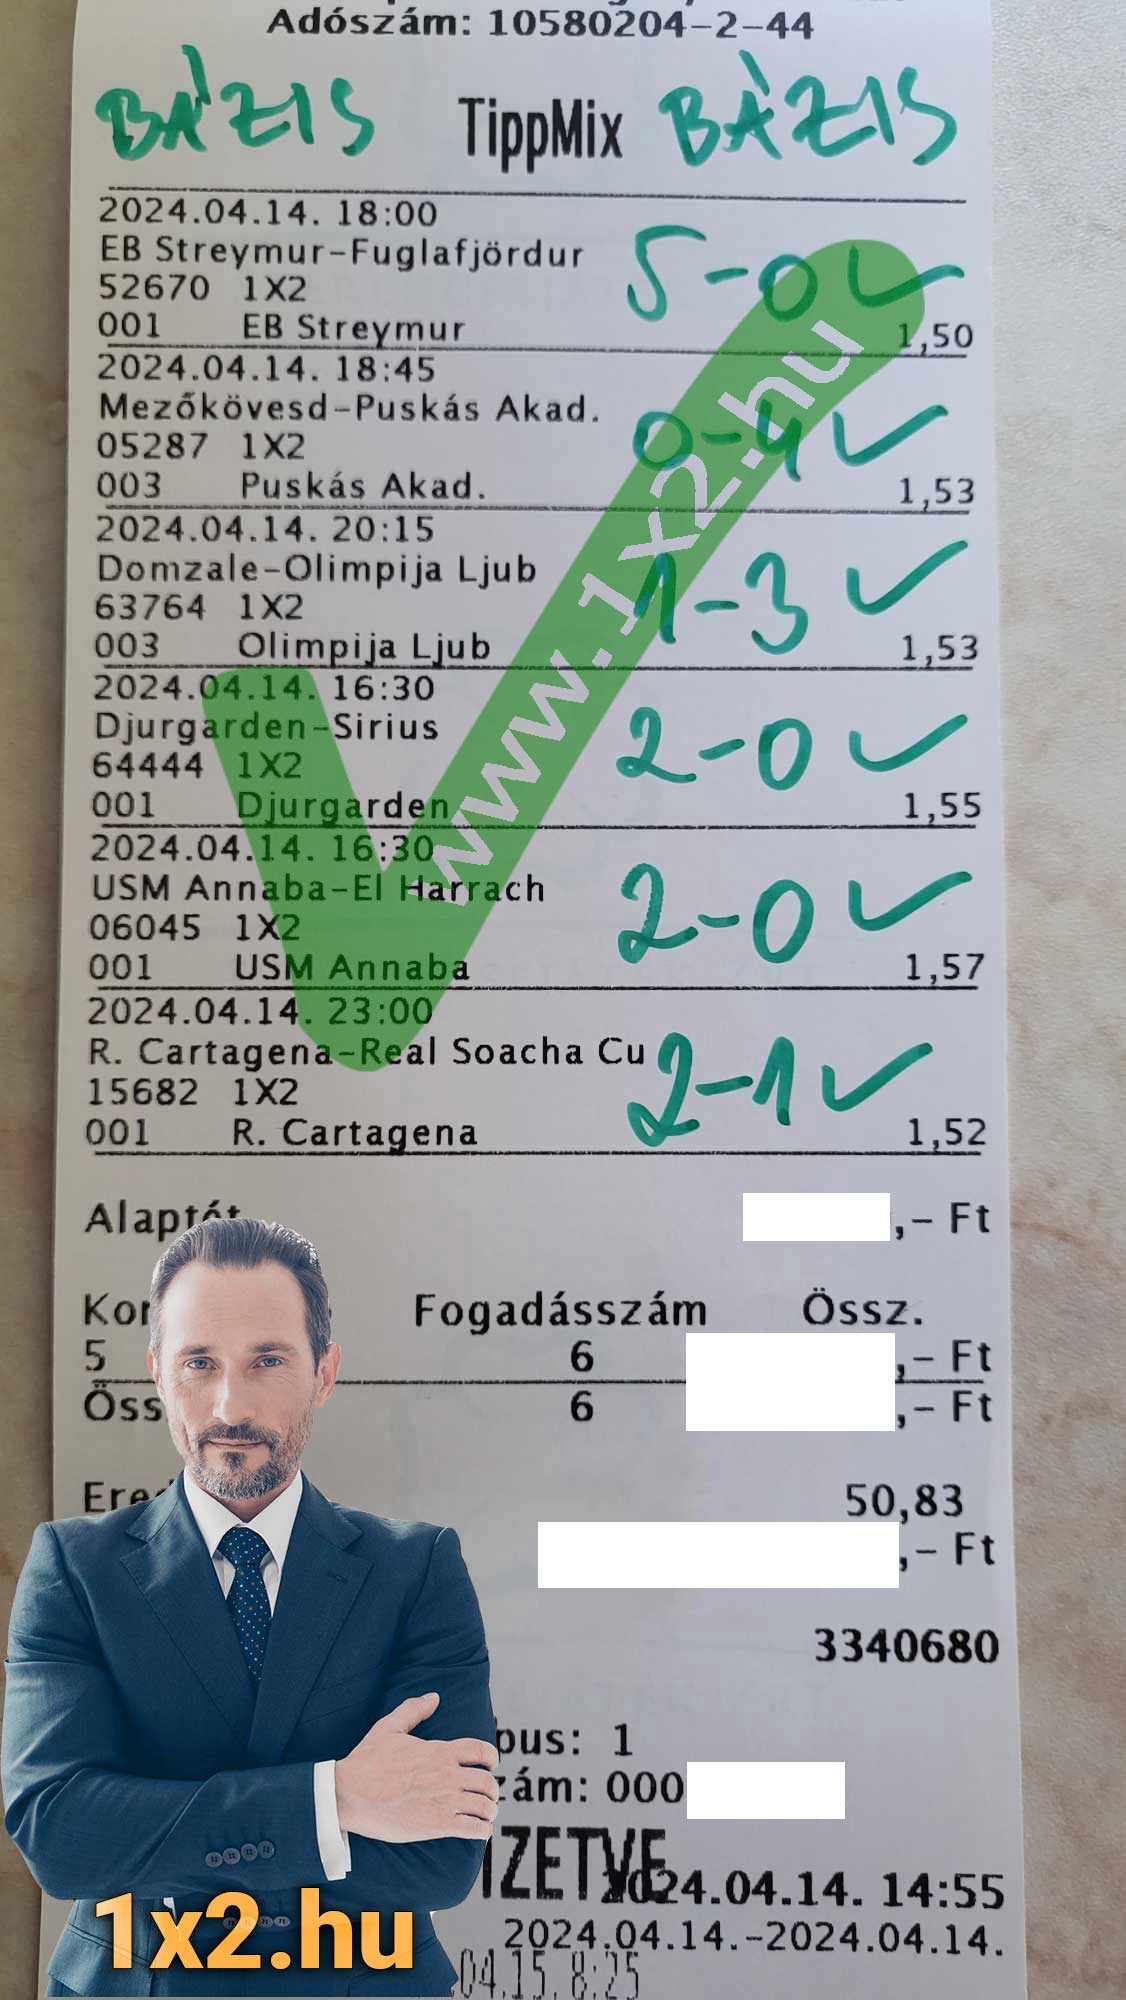 Adószám: 10580204-2-44
BÁZIS TippMix BÁZIS
2024.04.14. 18:00
EB Streymur-Fuglafjördur 5-0 ✓
52670 1X2
001 EB Streymur 1,50
2024.04.14. 18:45
Mezőkövesd-Puskás Akad. 0-4 ✓
05287 1X2
003 Puskás Akad. 1,53
2024.04.14. 20:15
Domzale-Olimpija Ljub 1-3 ✓
63764 1X2
003 Olimpija Ljub 1,53
2024.04.14. 16:30
Djurgarden-Sirius 2-0 ✓
64444 1X2
001 Djurgarden 1,55
2024.04.14. 16:30
USM Annaba-El Harrach 2-0 ✓
06045 1X2
001 USM Annaba 1,57
2024.04.14. 23:00
R. Cartagena-Real Soacha Cu 2-1 ✓
15682 1X2
001 R. Cartagena 1,52
www.1x2.hu
Alaptét ,- Ft
Fogadásszám Össz.
5 6 ,- Ft
6 ,- Ft
50,83
,- Ft
3340680
: 1
: 000
2024.04.14. 14:55
2024.04.14.-2024.04.14.
04.15. 8:25
1x2.hu